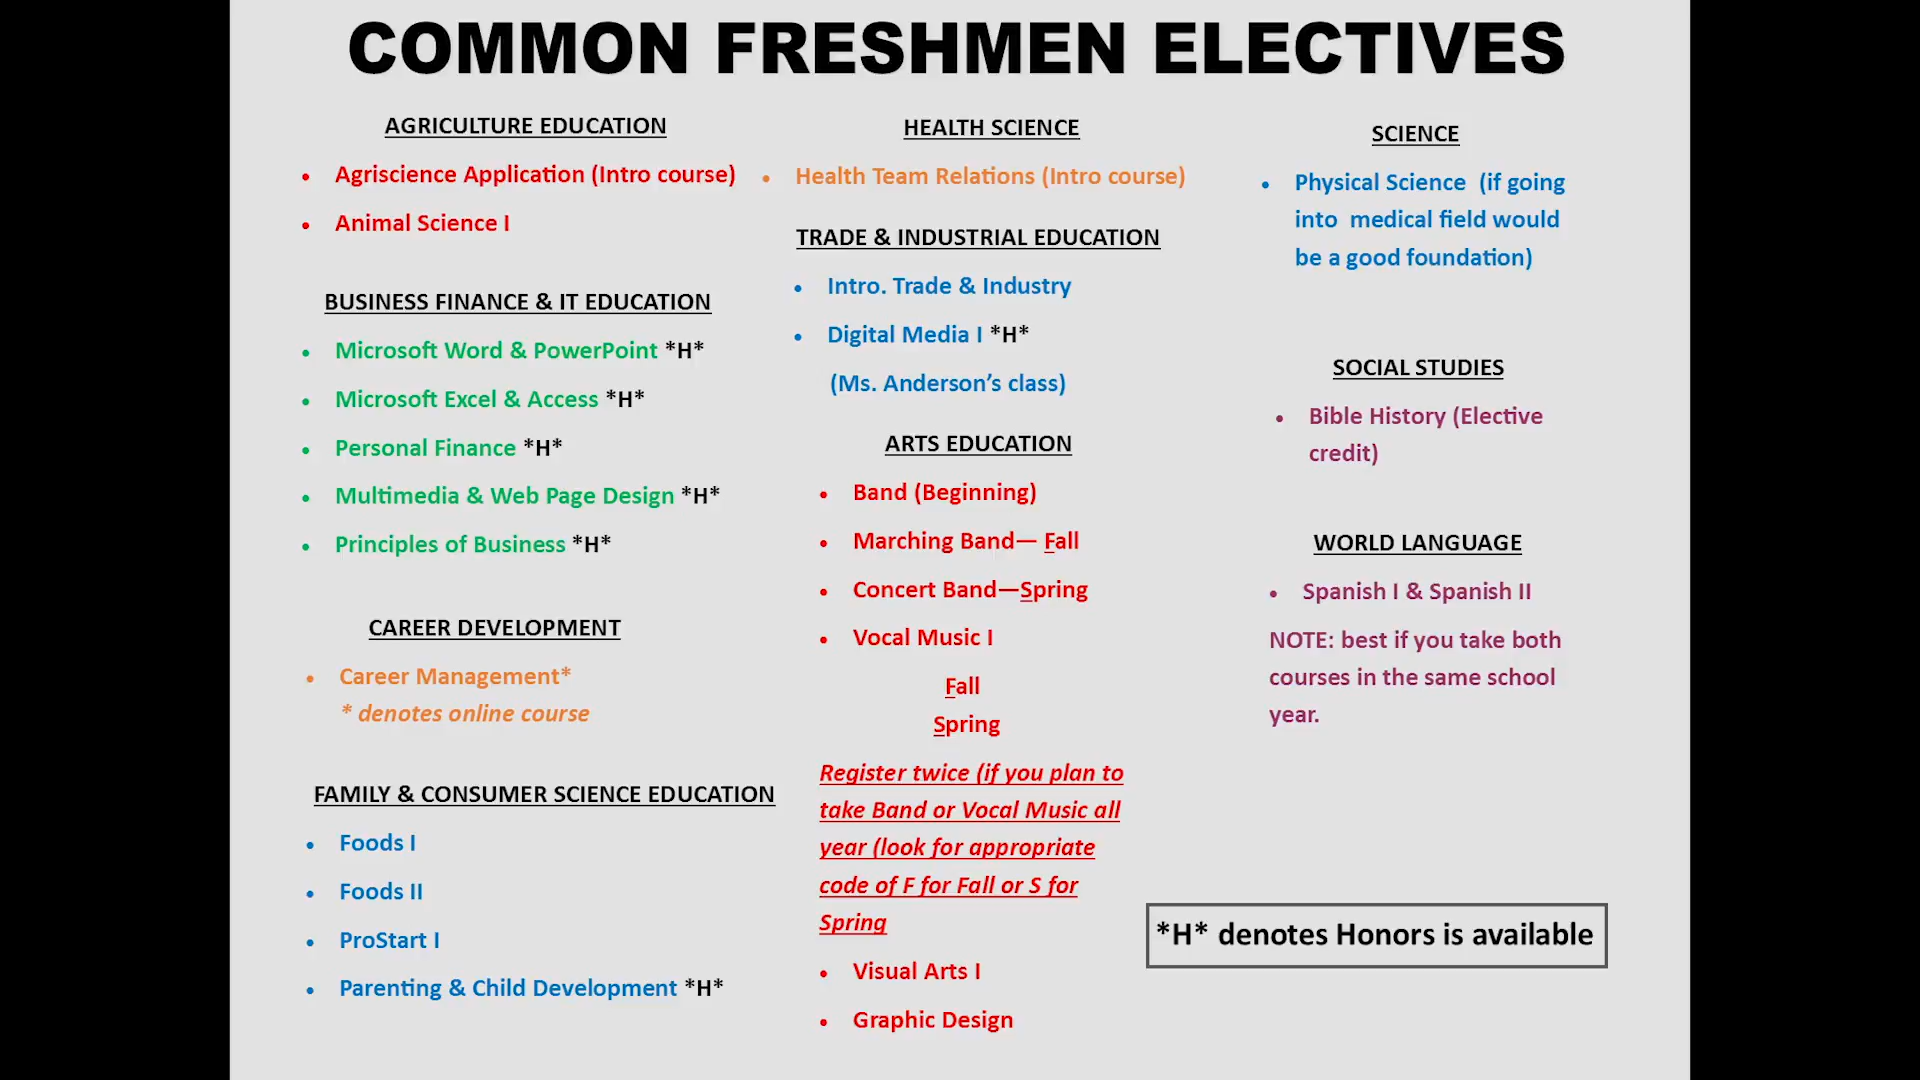 COMMON FRESHMEN ELECTIVES
AGRICULTURE EDUCATION
• Agriscience Application (Intro course)
• Animal Science I
BUSINESS FINANCE & IT EDUCATION
• Microsoft Word & PowerPoint *H*
• Microsoft Excel & Access *H*
• Personal Finance *H*
• Multimedia & Web Page Design *H*
• Principles of Business *H*
CAREER DEVELOPMENT
• Career Management*
* denotes online course
FAMILY & CONSUMER SCIENCE EDUCATION
• Foods I
• Foods II
• ProStart I
• Parenting & Child Development *H*
HEALTH SCIENCE
• Health Team Relations (Intro course)
TRADE & INDUSTRIAL EDUCATION
• Intro. Trade & Industry
• Digital Media I *H*
(Ms. Anderson’s class)
ARTS EDUCATION
• Band (Beginning)
• Marching Band— Fall
• Concert Band—Spring
• Vocal Music I
Fall
Spring
Register twice (if you plan to
take Band or Vocal Music all
year (look for appropriate
code of F for Fall or S for
Spring
• Visual Arts I
• Graphic Design
SCIENCE
• Physical Science (if going
into medical field would
be a good foundation)
SOCIAL STUDIES
• Bible History (Elective
credit)
WORLD LANGUAGE
• Spanish I & Spanish II
NOTE: best if you take both
courses in the same school
year.
*H* denotes Honors is available